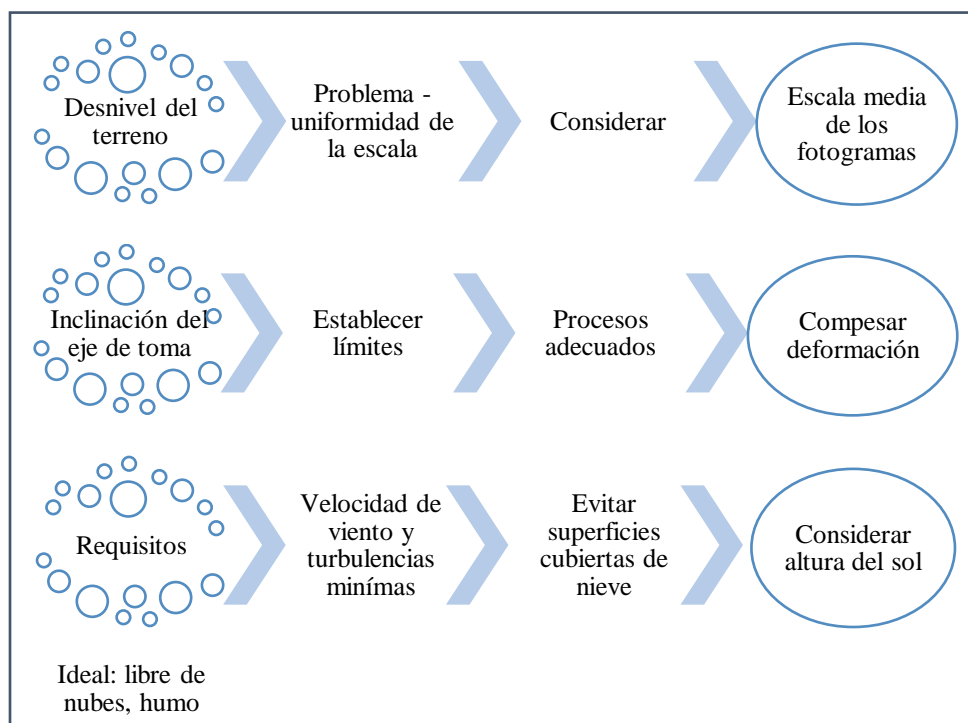 Desnivel del
terreno
Problema -
uniformidad de
la escala
Considerar
Escala media
de los
fotogramas
Inclinación del
eje de toma
Establecer
límites
Procesos
adecuados
Compesar
deformación
Requisitos
Velocidad de
viento y
turbulencias
minímas
Evitar
superficies
cubiertas de
nieve
Considerar
altura del sol
Ideal: libre de
nubes, humo